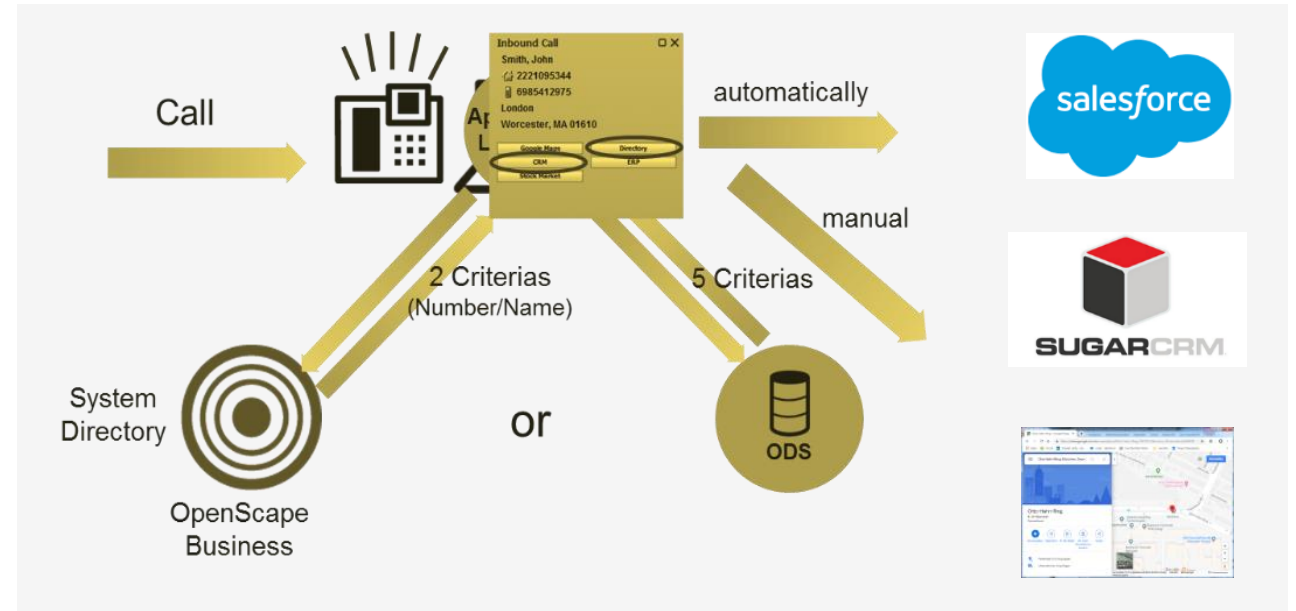 Call
Ap
L
Inbound Call
Smith, John
2221095344
6985412975
London
Worcester, MA 01610
Google Maps
Directory
CRM
ERP
Stock Market
automatically
manual
2 Criterias
(Number/Name)
5 Criterias
System
Directory
or
ODS
OpenScape
Business
salesforce
SUGARCRM